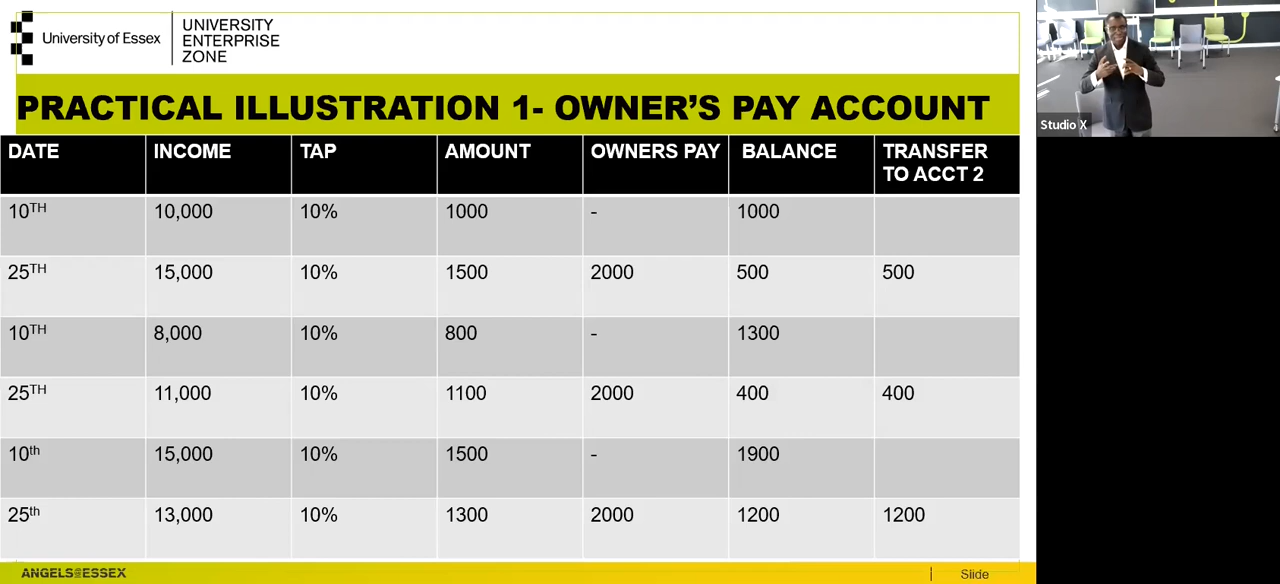 University of Essex
UNIVERSITY
ENTERPRISE
ZONE
PRACTICAL ILLUSTRATION 1- OWNER’S PAY ACCOUNT
DATE INCOME TAP AMOUNT OWNERS PAY BALANCE TRANSFER
TO ACCT 2
10TH 10,000 10% 1000 - 1000
25TH 15,000 10% 1500 2000 500 500
10TH 8,000 10% 800 - 1300
25TH 11,000 10% 1100 2000 400 400
10th 15,000 10% 1500 - 1900
25th 13,000 10% 1300 2000 1200 1200
ANGELS@ESSEX
Slide
Studio X